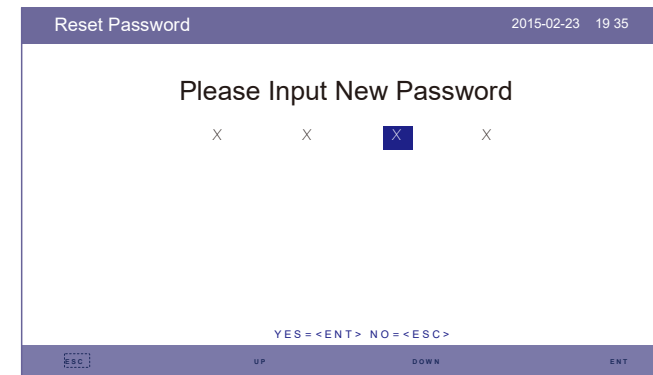 Reset Password 2015-02-23 19 35
Please Input New Password
X X X X
YES=<ENT> NO=<ESC>
ESC UP DOWN ENT